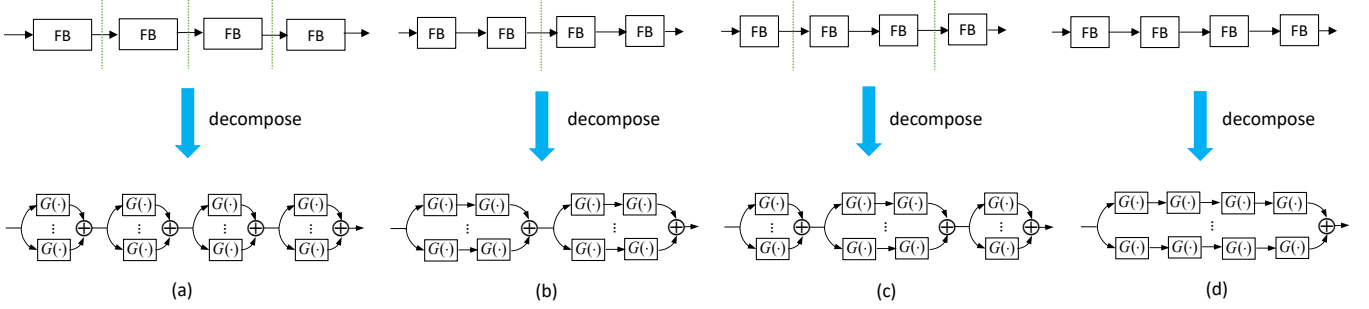 FB FB FB FB
FB FB FB FB
FB FB FB FB
FB FB FB FB
decompose
decompose
decompose
decompose
G(·) G(·) G(·) G(·)
⋮ ⋮ ⋮ ⋮
G(·) G(·) G(·) G(·)
G(·) G(·) G(·) G(·)
⋮ ⋮
G(·) G(·) G(·) G(·)
G(·) G(·) G(·) G(·)
⋮ ⋮ ⋮
G(·) G(·) G(·) G(·)
G(·) G(·) G(·) G(·)
⋮
G(·) G(·) G(·) G(·)
(a)
(b)
(c)
(d)